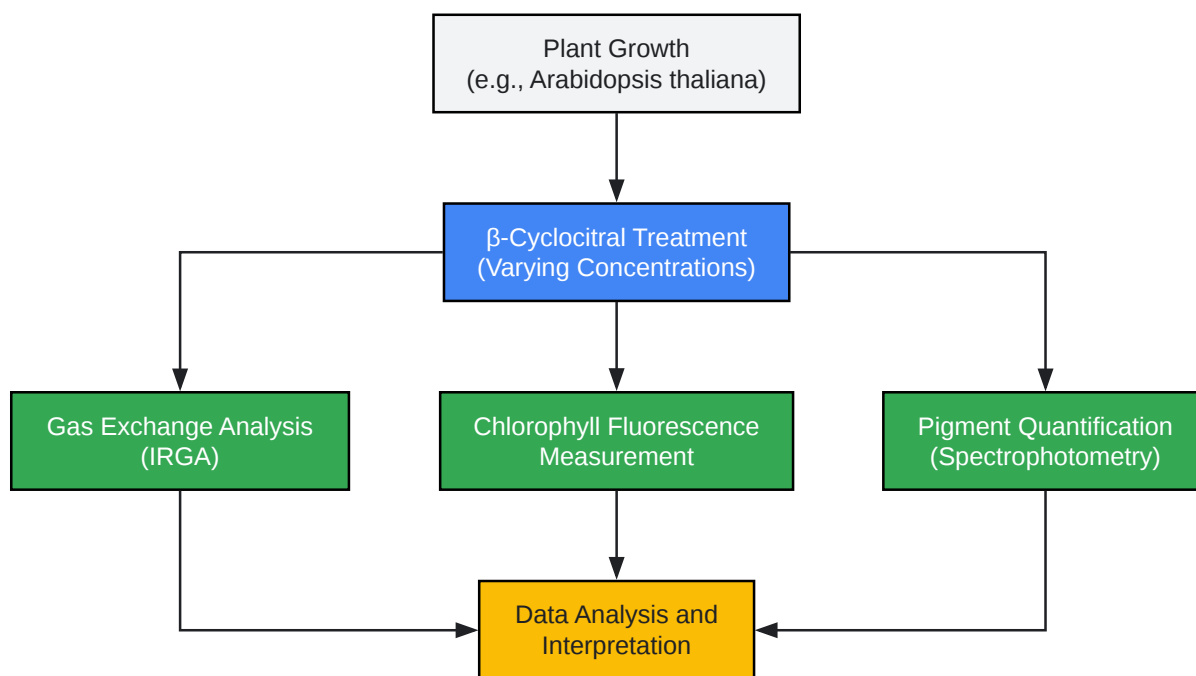 Plant Growth
(e.g., Arabidopsis thaliana)
β-Cyclocitral Treatment
(Varying Concentrations)
Gas Exchange Analysis
(IRGA)
Chlorophyll Fluorescence
Measurement
Pigment Quantification
(Spectrophotometry)
Data Analysis and
Interpretation